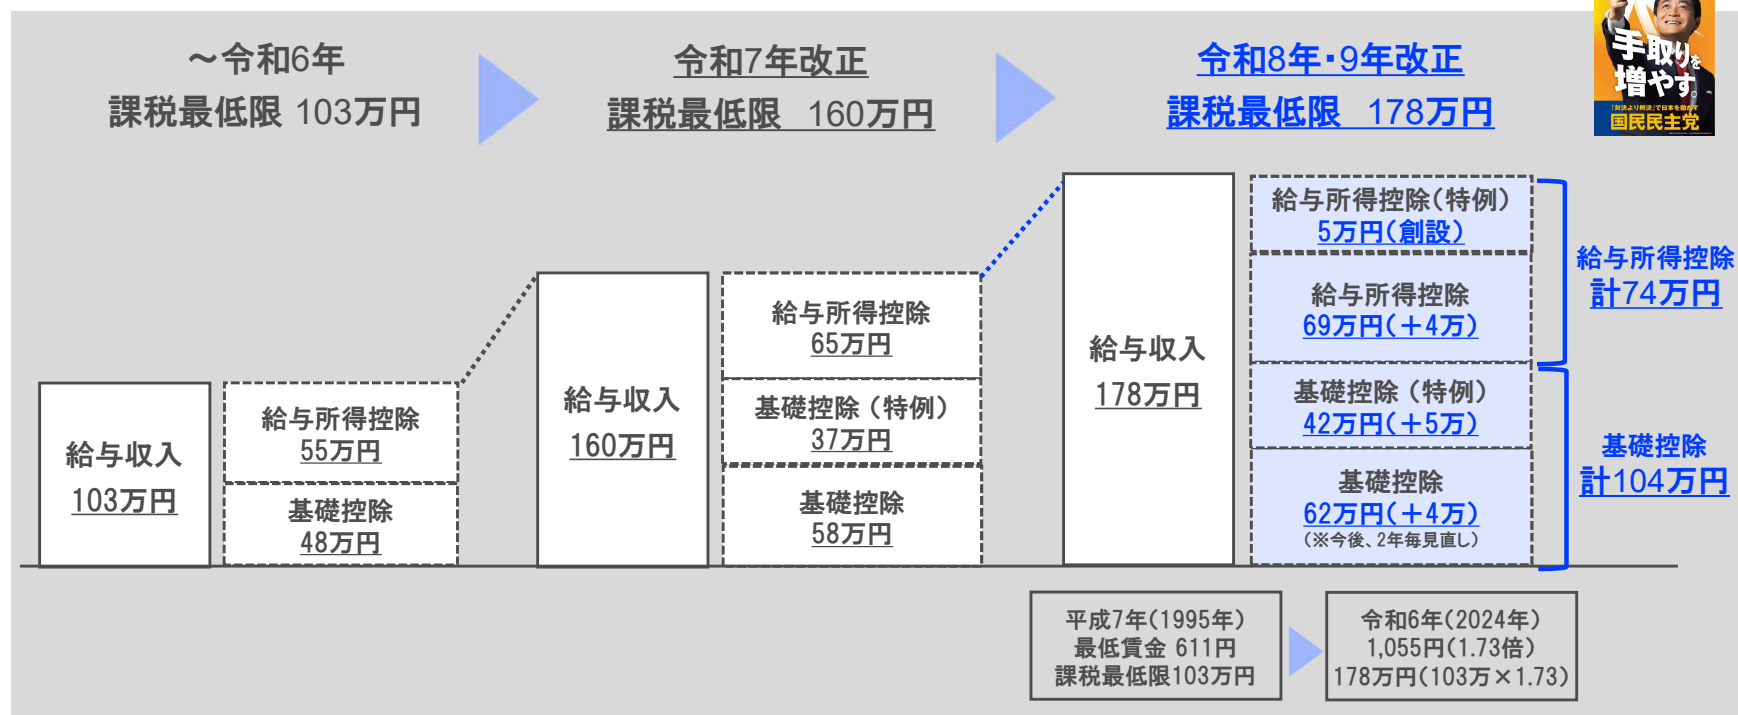 ～令和6年
課税最低限 103万円
令和7年改正
課税最低限　160万円
令和8年・9年改正
課税最低限　178万円
手取りを
増やす。
「対決より解決」で日本を動かす
国民民主党
給与収入
103万円
給与所得控除
55万円
基礎控除
48万円
給与収入
160万円
給与所得控除
65万円
基礎控除（特例）
37万円
基礎控除
58万円
給与収入
178万円
給与所得控除（特例）
5万円（創設）
給与所得控除
69万円（＋4万）
基礎控除（特例）
42万円（＋5万）
基礎控除
62万円（＋4万）
（※今後、2年毎見直し）
給与所得控除
計74万円
基礎控除
計104万円
平成7年（1995年）
最低賃金 611円
課税最低限103万円
令和6年（2024年）
1,055円（1.73倍）
178万円（103万×1.73）